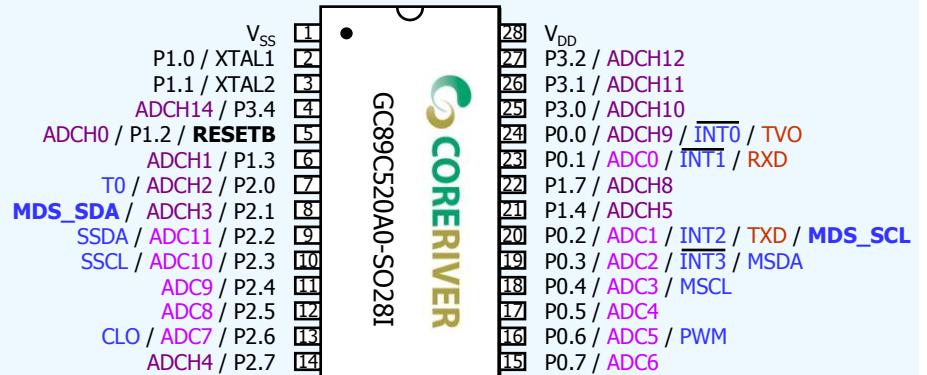 VSS 1 28 VDD
P1.0 / XTAL1 2 27 P3.2 / ADCH12
P1.1 / XTAL2 3 26 P3.1 / ADCH11
ADCH14 / P3.4 4 25 P3.0 / ADCH10
ADCH0 / P1.2 / RESETB 5 24 P0.0 / ADCH9 / INT0 / TVO
ADCH1 / P1.3 6 23 P0.1 / ADC0 / INT1 / RXD
T0 / ADCH2 / P2.0 7 22 P1.7 / ADCH8
MDS_SDA / ADCH3 / P2.1 8 21 P1.4 / ADCH5
SSDA / ADC11 / P2.2 9 20 P0.2 / ADC1 / INT2 / TXD / MDS_SCL
SSCL / ADC10 / P2.3 10 19 P0.3 / ADC2 / INT3 / MSDA
ADC9 / P2.4 11 18 P0.4 / ADC3 / MSCL
ADC8 / P2.5 12 17 P0.5 / ADC4
CLO / ADC7 / P2.6 13 16 P0.6 / ADC5 / PWM
ADCH4 / P2.7 14 15 P0.7 / ADC6
GC89C520A0-SO28I
CORERIVER